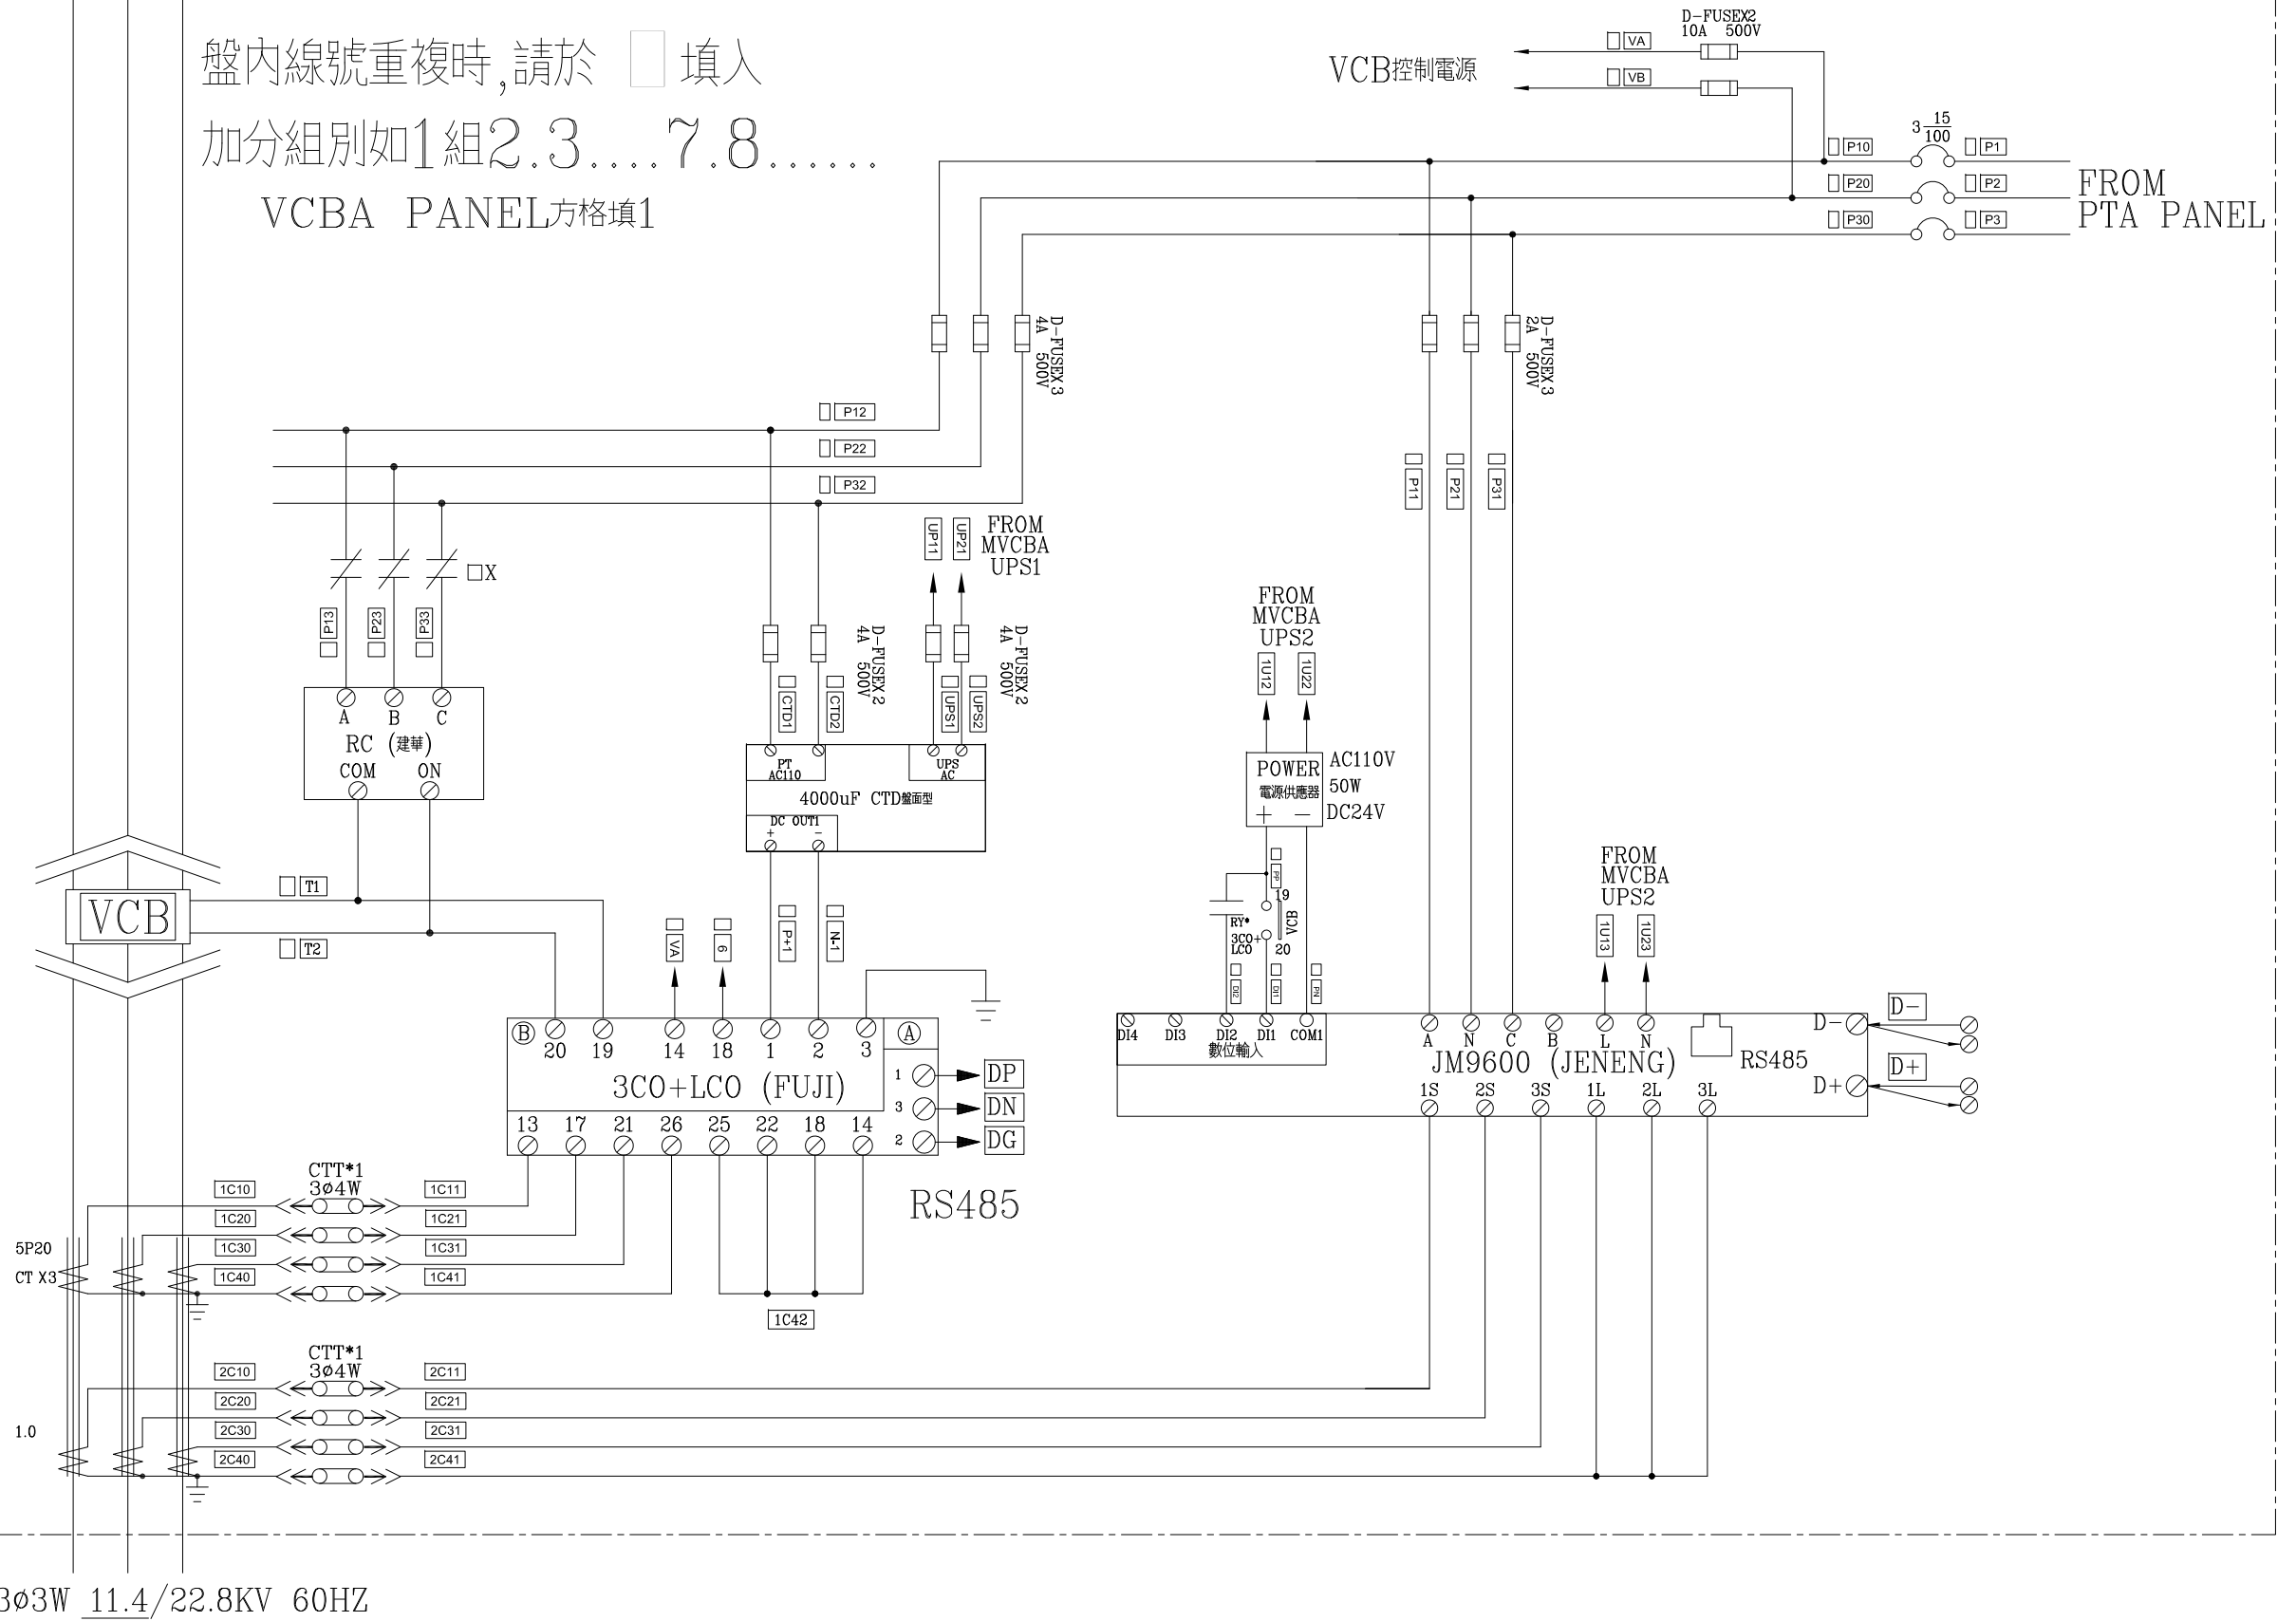 盤內線號重複時,請於 填入
加分組別如1組2.3....7.8......
VCBA PANEL方格填1
D-FUSEX2
10A 500V
VCB控制電源
VA
VB
3 15
100
P10
P1
P20
P2
P30
P3
FROM
PTA PANEL
D-FUSEX3
4A 500V
D-FUSEX3
2A 500V
P12
P22
P32
P11
P21
P31
UP11
UP21
FROM
MVCBA
UPS1
□X
P13
P23
P33
D-FUSEX2
4A 500V
D-FUSEX2
4A 500V
CTD1
CTD2
UPS1
UPS2
FROM
MVCBA
UPS2
1U12
1U22
A B C
RC (建華)
COM ON
PT
AC110
UPS
AC
4000uF CTD盤面型
DC OUT1
+ -
POWER
電源供應器
+ -
AC110V
50W
DC24V
PP
19
VCB
RY*
3CO+
LCO
20
DI2
DI1
PN
FROM
MVCBA
UPS2
1U13
1U23
VCB
T1
T2
VA
6
P+1
N-1
B 20 19 14 18 1 2 3 A
3CO+LCO (FUJI)
1 DP
3 DN
2 DG
13 17 21 26 25 22 18 14
RS485
DI4 DI3 DI2 DI1 COM1
數位輸入
A N C B L N
JM9600 (JENENG)
RS485
D-
D-
D+
D+
1S 2S 3S 1L 2L 3L
CTT*1
3ø4W
1C10
1C11
1C20
1C21
1C30
1C31
1C40
1C41
5P20
CT X3
1C42
CTT*1
3ø4W
2C10
2C11
2C20
2C21
2C30
2C31
2C40
2C41
1.0
3ø3W 11.4/22.8KV 60HZ